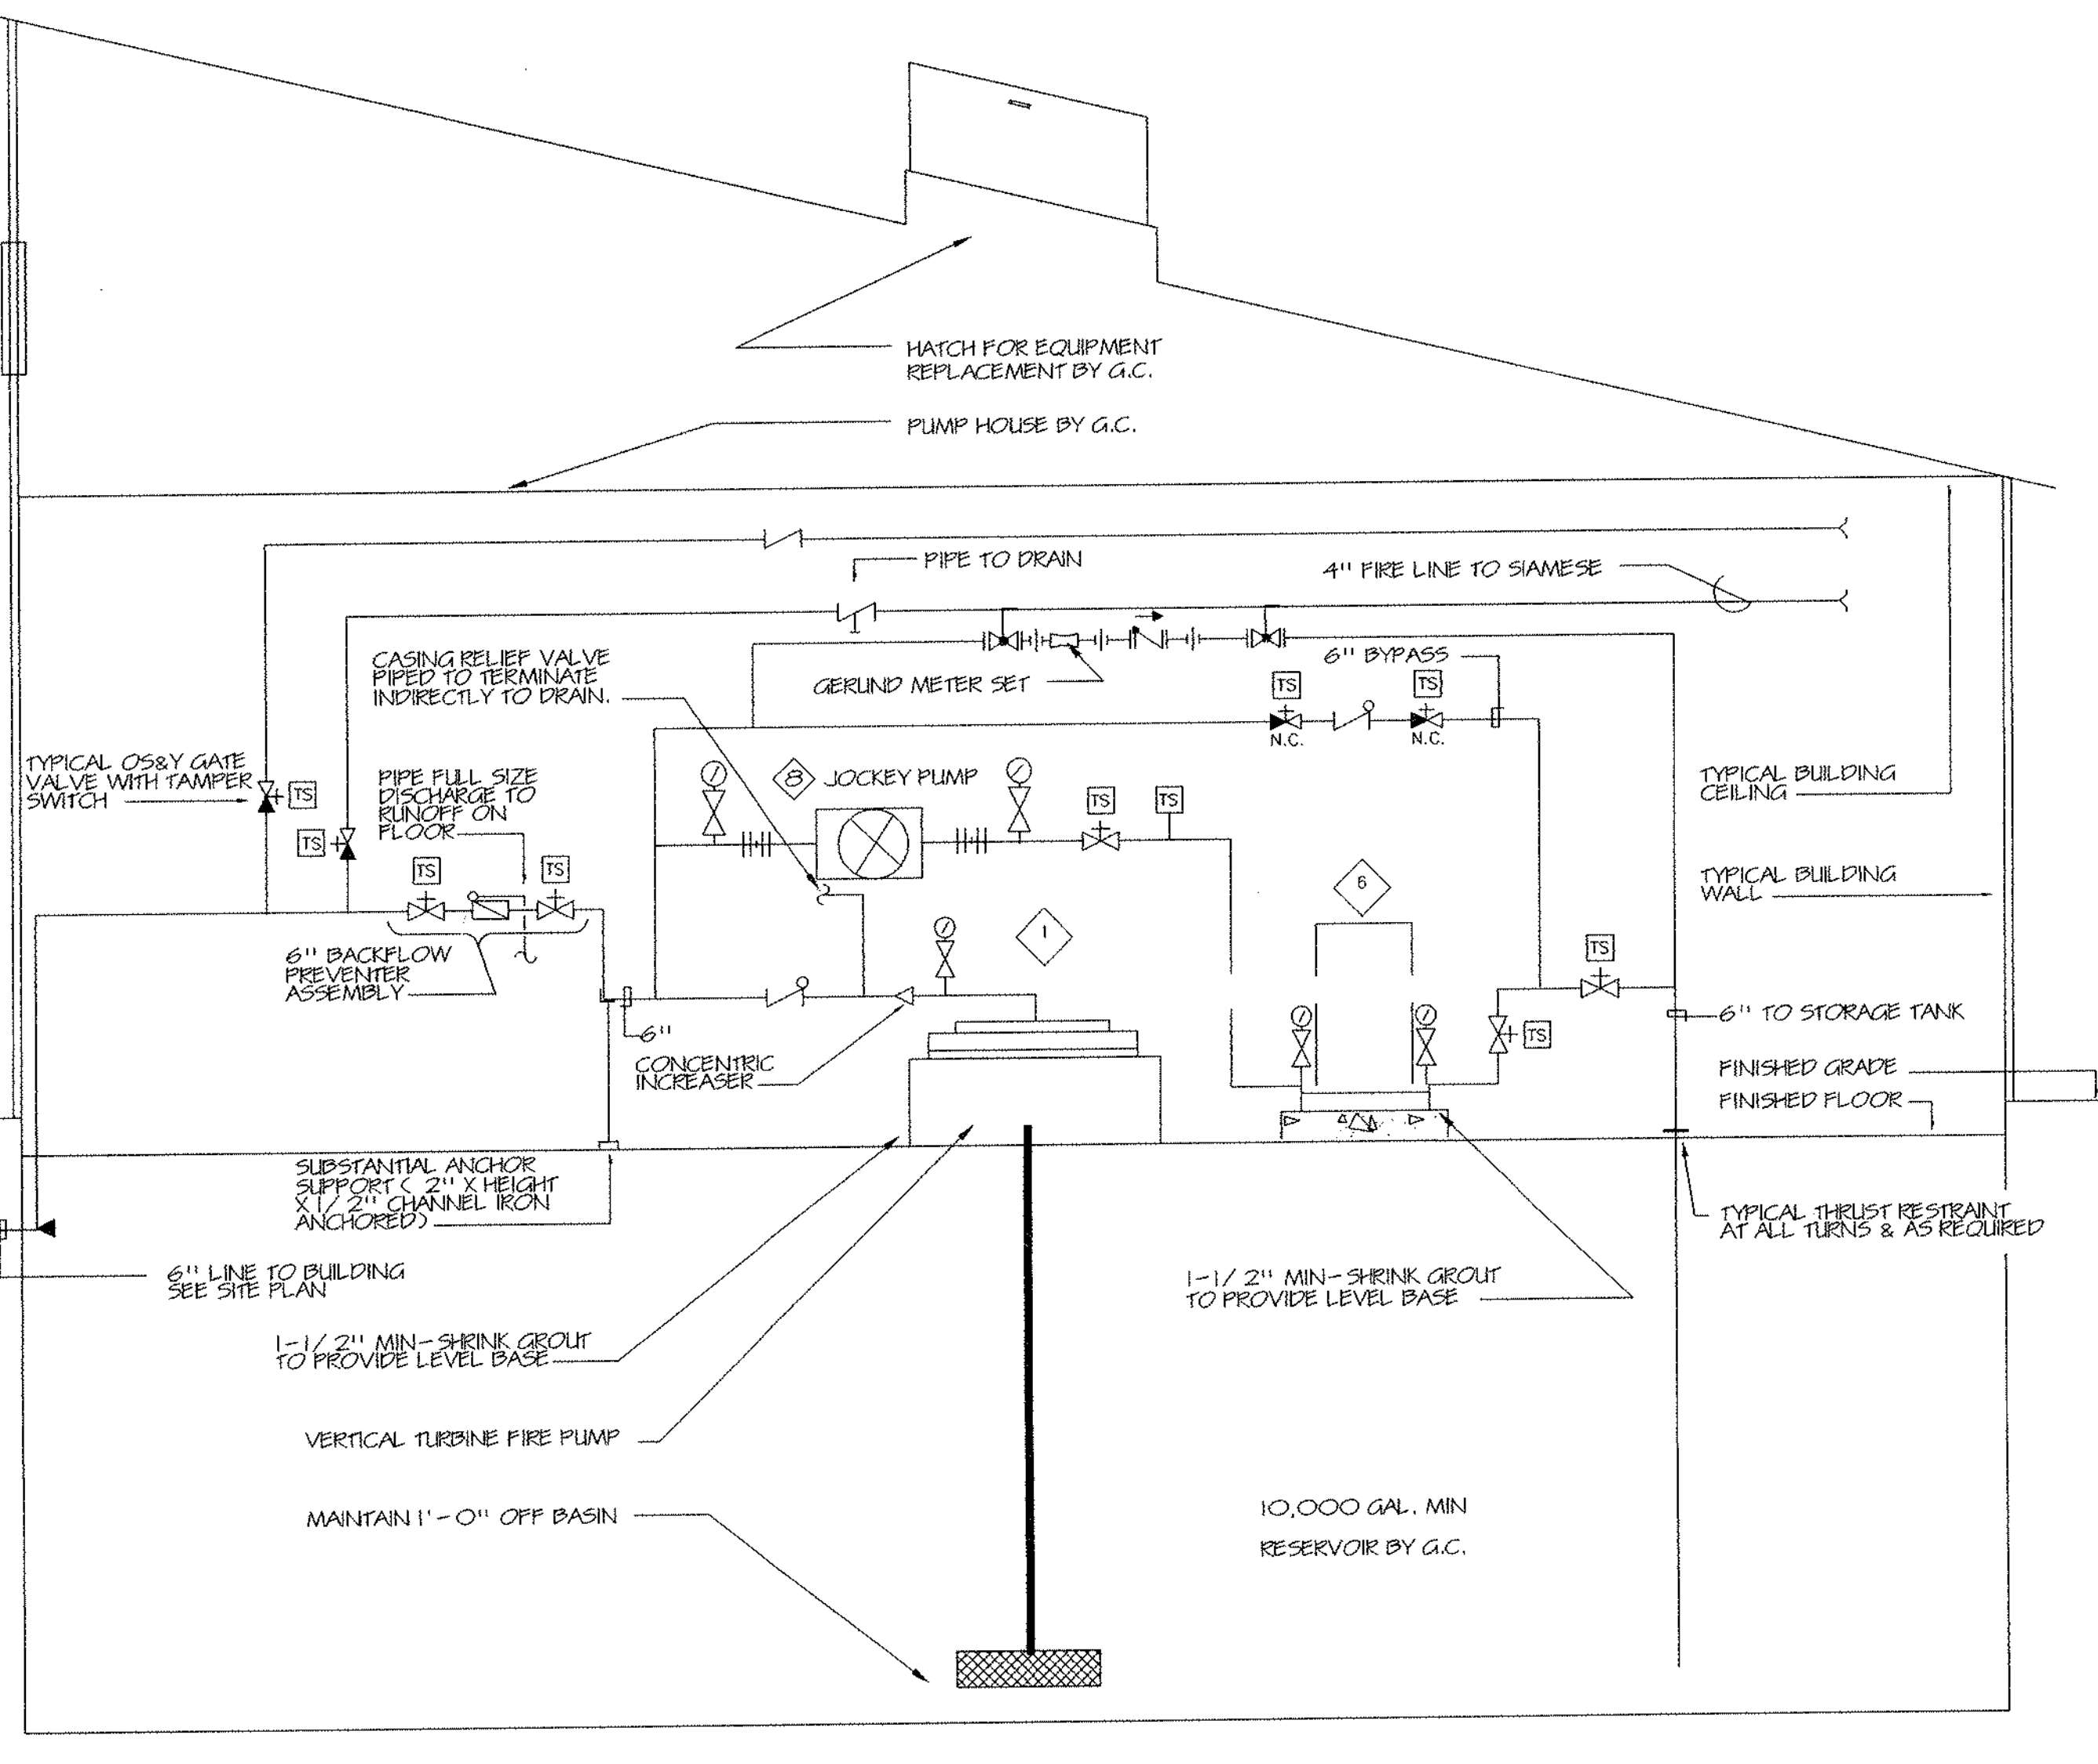 HATCH FOR EQUIPMENT
REPLACEMENT BY G.C.
PUMP HOUSE BY G.C.
PIPE TO DRAIN
4" FIRE LINE TO SIAMESE
CASING RELIEF VALVE
PIPED TO TERMINATE
INDIRECTLY TO DRAIN.
GERUND METER SET
6" BYPASS
TS
TS
N.C.
N.C.
TYPICAL OS&Y GATE
VALVE WITH TAMPER
SWITCH
TS
TS
PIPE FULL SIZE
DISCHARGE TO
RUNOFF ON
FLOOR
8
JOCKEY PUMP
TS
TS
TYPICAL BUILDING
CEILING
TS
TS
6
TYPICAL BUILDING
WALL
1
6" BACKFLOW
PREVENTER
ASSEMBLY
TS
TS
6"
6" TO STORAGE TANK
CONCENTRIC
INCREASER
FINISHED GRADE
FINISHED FLOOR
SUBSTANTIAL ANCHOR
SUPPORT ( 2" X HEIGHT
X 1/2" CHANNEL IRON
ANCHORED)
TYPICAL THRUST RESTRAINT
AT ALL TURNS & AS REQUIRED
6" LINE TO BUILDING
SEE SITE PLAN
1-1/2" MIN-SHRINK GROUT
TO PROVIDE LEVEL BASE
1-1/2" MIN-SHRINK GROUT
TO PROVIDE LEVEL BASE
VERTICAL TURBINE FIRE PUMP
MAINTAIN 1'-0" OFF BASIN
10,000 GAL. MIN
RESERVOIR BY G.C.